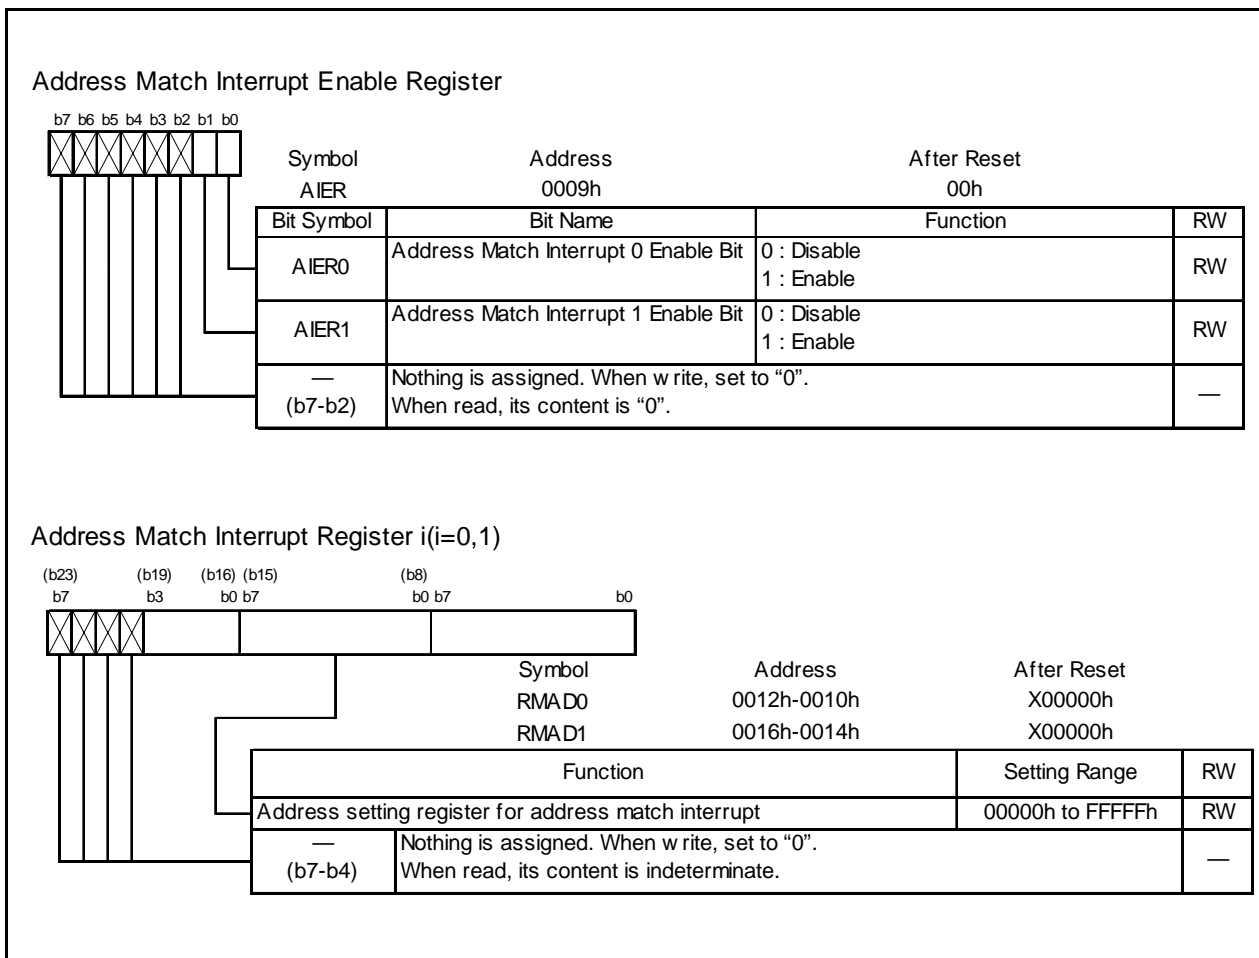 Address Match Interrupt Enable Register
b7 b6 b5 b4 b3 b2 b1 b0
Symbol Address After Reset
AIER 0009h 00h
Bit Symbol Bit Name Function RW
AIER0 Address Match Interrupt 0 Enable Bit 0 : Disable RW
1 : Enable
AIER1 Address Match Interrupt 1 Enable Bit 0 : Disable RW
1 : Enable
— Nothing is assigned. When write, set to “0”. —
(b7-b2) When read, its content is “0”.
Address Match Interrupt Register i(i=0,1)
(b23) (b19) (b16) (b15) (b8)
b7 b3 b0 b7 b0 b7 b0
Symbol Address After Reset
RMAD0 0012h-0010h X00000h
RMAD1 0016h-0014h X00000h
Function Setting Range RW
Address setting register for address match interrupt 00000h to FFFFFh RW
— Nothing is assigned. When write, set to “0”. —
(b7-b4) When read, its content is indeterminate.